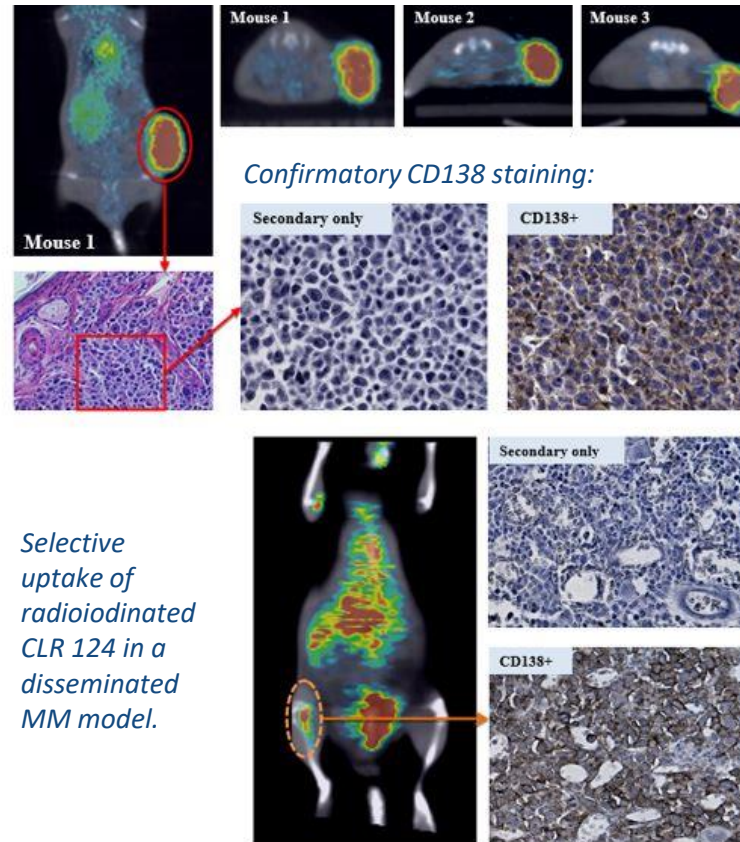 Mouse 1
Mouse 2
Mouse 3
Mouse 1
Confirmatory CD138 staining:
Secondary only
CD138+
Secondary only
Selective
uptake of
radioiodinated
CLR 124 in a
disseminated
MM model.
CD138+